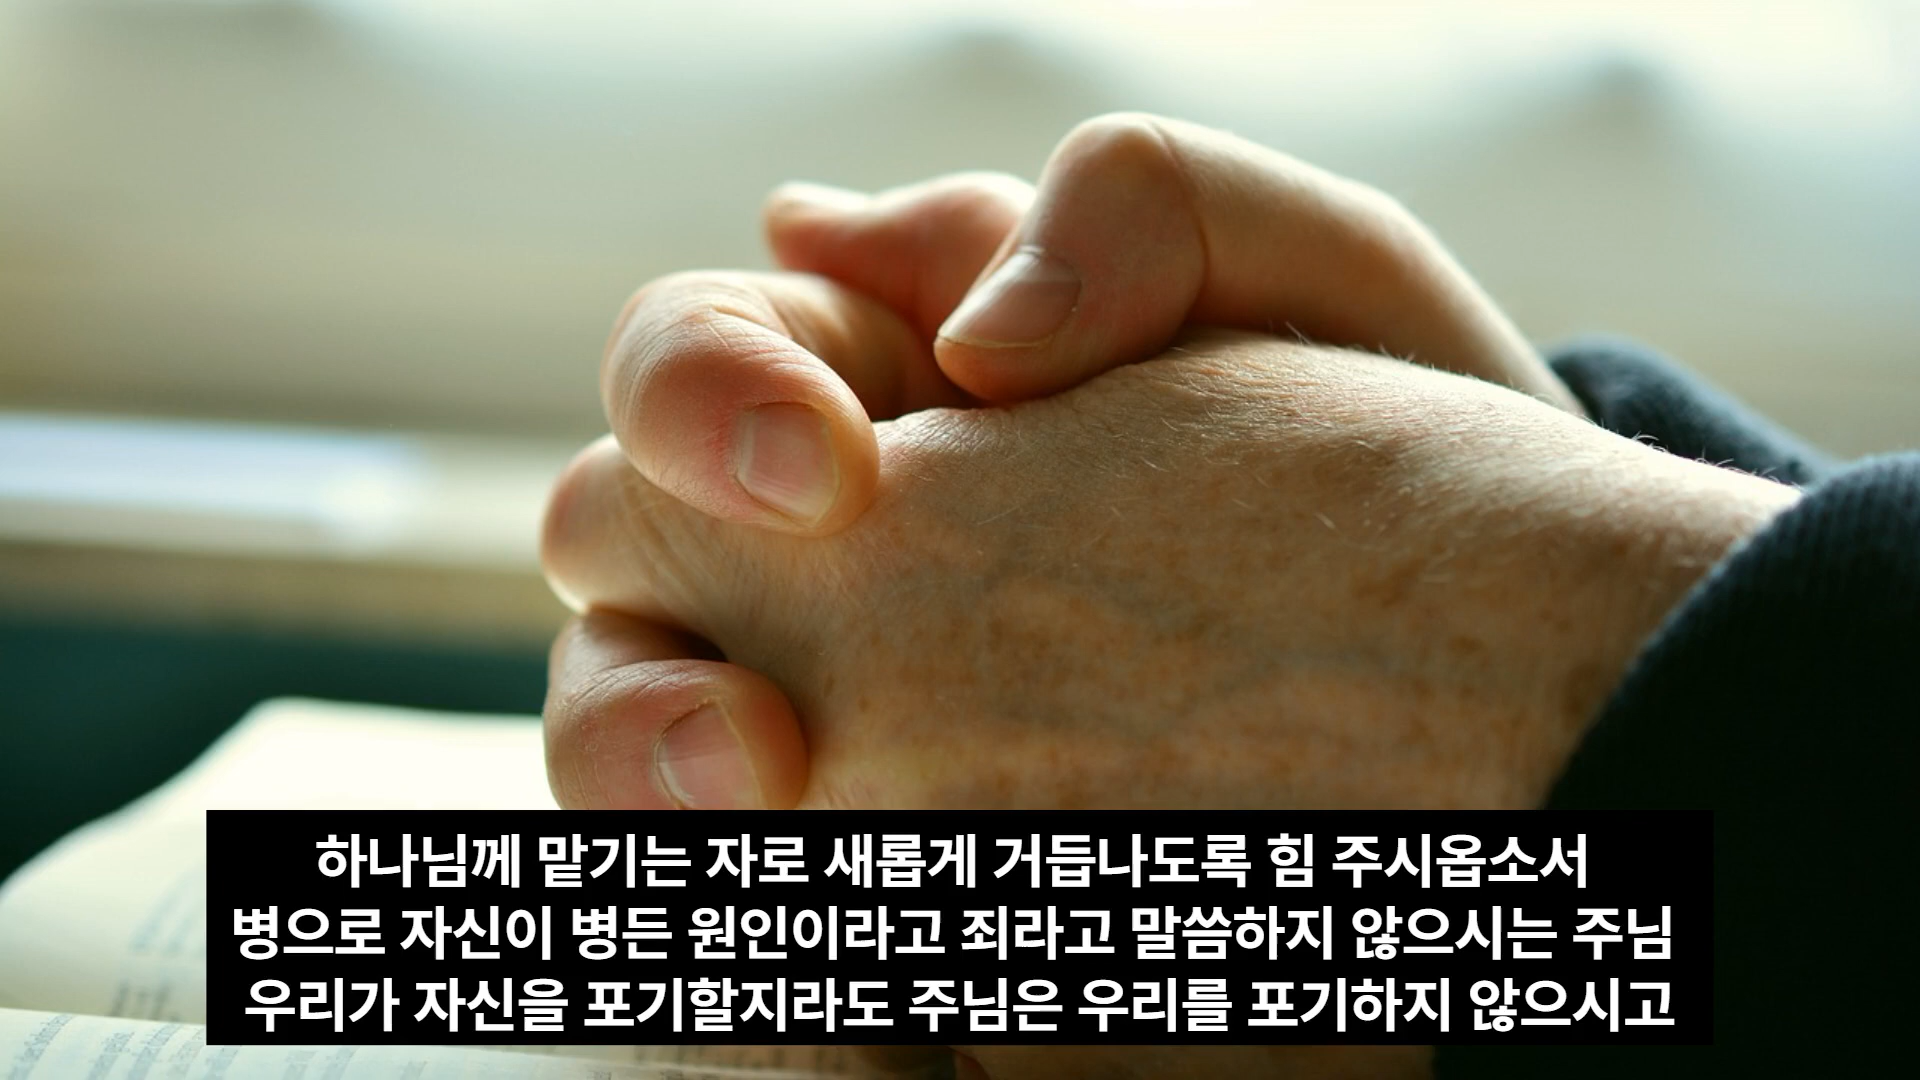 하나님께 맡기는 자로 새롭게 거듭나도록 힘 주시옵소서
병으로 자신이 병든 원인이라고 죄라고 말씀하지 않으시는 주님
우리가 자신을 포기할지라도 주님은 우리를 포기하지 않으시고